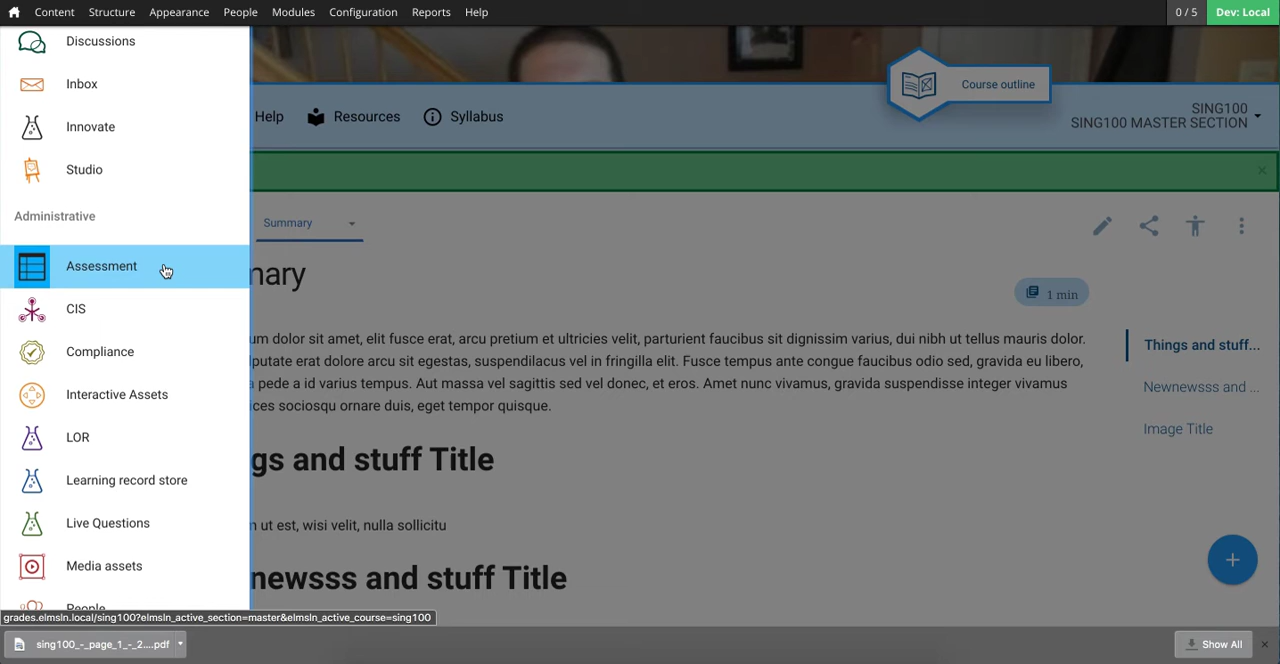 Content Structure Appearance People Modules Configuration Reports Help 0 / 5 Dev: Local
Discussions
Inbox
Innovate
Studio
Administrative
Assessment
CIS
Compliance
Interactive Assets
LOR
Learning record store
Live Questions
Media assets
People
grades.elmsln.local/sing100?elmsln_active_section=master&elmsln_active_course=sing100
Course outline
Help Resources Syllabus
SING100
SING100 MASTER SECTION
Summary
mary
1 min
um dolor sit amet, elit fusce erat, arcu pretium et ultricies velit, parturient faucibus sit dignissim varius, dui nibh ut tellus mauris dolor.
lputate erat dolore arcu sit egestas, suspendilacus vel in fringilla elit. Fusce tempus ante congue faucibus odio sed, gravida eu libero,
pede a id varius tempus. Aut massa vel sagittis sed vel donec, et eros. Amet nunc vivamus, gravida suspendisse integer vivamus
ices sociosqu ornare duis, eget tempor quisque.
gs and stuff Title
n ut est, wisi velit, nulla sollicitu
newsss and stuff Title
Things and stuff...
Newnewsss and ...
Image Title
sing100_-_page_1_-_2....pdf Show All